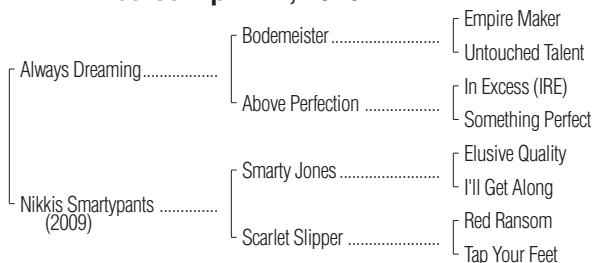 Bodemeister
Empire Maker
Untouched Talent
Always Dreaming
Above Perfection
In Excess (IRE)
Something Perfect
Smarty Jones
Elusive Quality
I'll Get Along
Nikkis Smartypants
(2009)
Scarlet Slipper
Red Ransom
Tap Your Feet